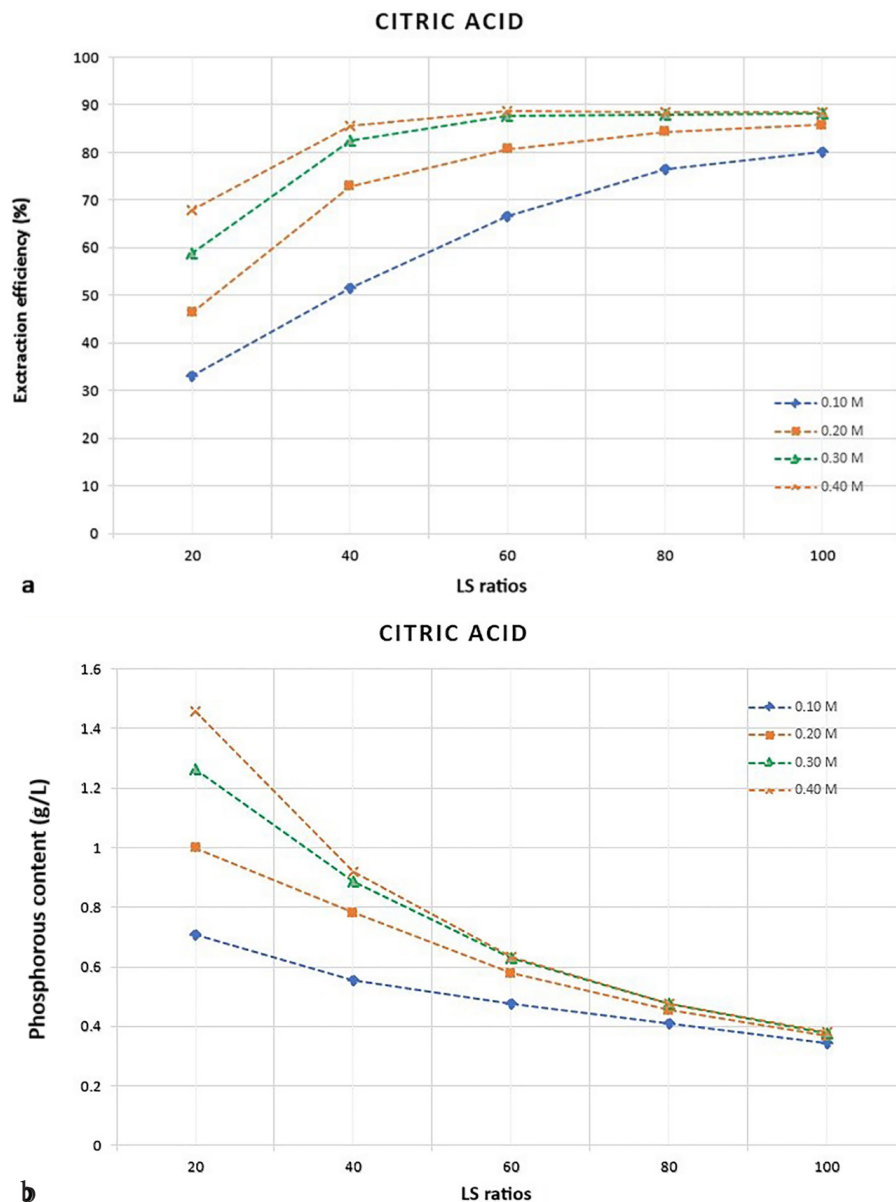 CITRIC ACID
100
90
80
70
60
50
40
30
20
10
0
Exctraction efficiency (%)
0.10 M
0.20 M
0.30 M
0.40 M
20 40 60 80 100
LS ratios
a
CITRIC ACID
1.6
1.4
1.2
1
0.8
0.6
0.4
0.2
0
Phosphorous content (g/L)
0.10 M
0.20 M
0.30 M
0.40 M
20 40 60 80 100
LS ratios
b